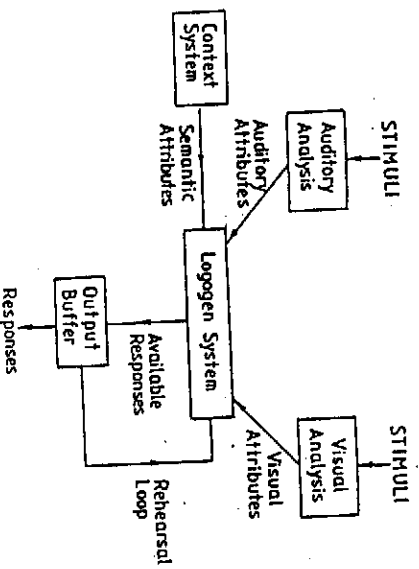 STIMULI
STIMULI
Auditory
Analysis
Visual
Analysis
Auditory
Attributes
Visual
Attributes
Context
System
Semantic
Attributes
Logogen System
Available
Responses
Rehearsal
Loop
Output
Buffer
Responses